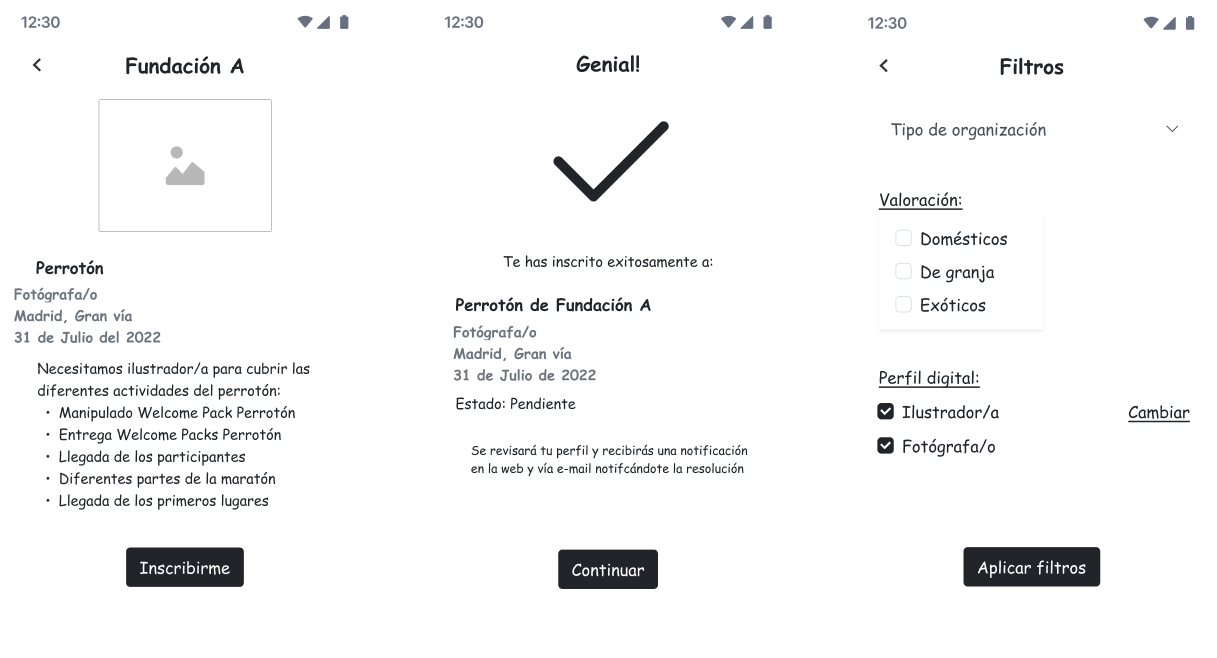 12:30
Fundación A
Perrotón
Fotógrafa/o
Madrid, Gran vía
31 de Julio del 2022
Necesitamos ilustrador/a para cubrir las
diferentes actividades del perrotón:
• Manipulado Welcome Pack Perrotón
• Entrega Welcome Packs Perrotón
• Llegada de los participantes
• Diferentes partes de la maratón
• Llegada de los primeros lugares
Inscribirme
12:30
Genial!
Te has inscrito exitosamente a:
Perrotón de Fundación A
Fotógrafa/o
Madrid, Gran vía
31 de Julio de 2022
Estado: Pendiente
Se revisará tu perfil y recibirás una notificación
en la web y vía e-mail notifcándote la resolución
Continuar
12:30
Filtros
Tipo de organización
Valoración:
Domésticos
De granja
Exóticos
Perfil digital:
Ilustrador/a
Cambiar
Fotógrafa/o
Aplicar filtros